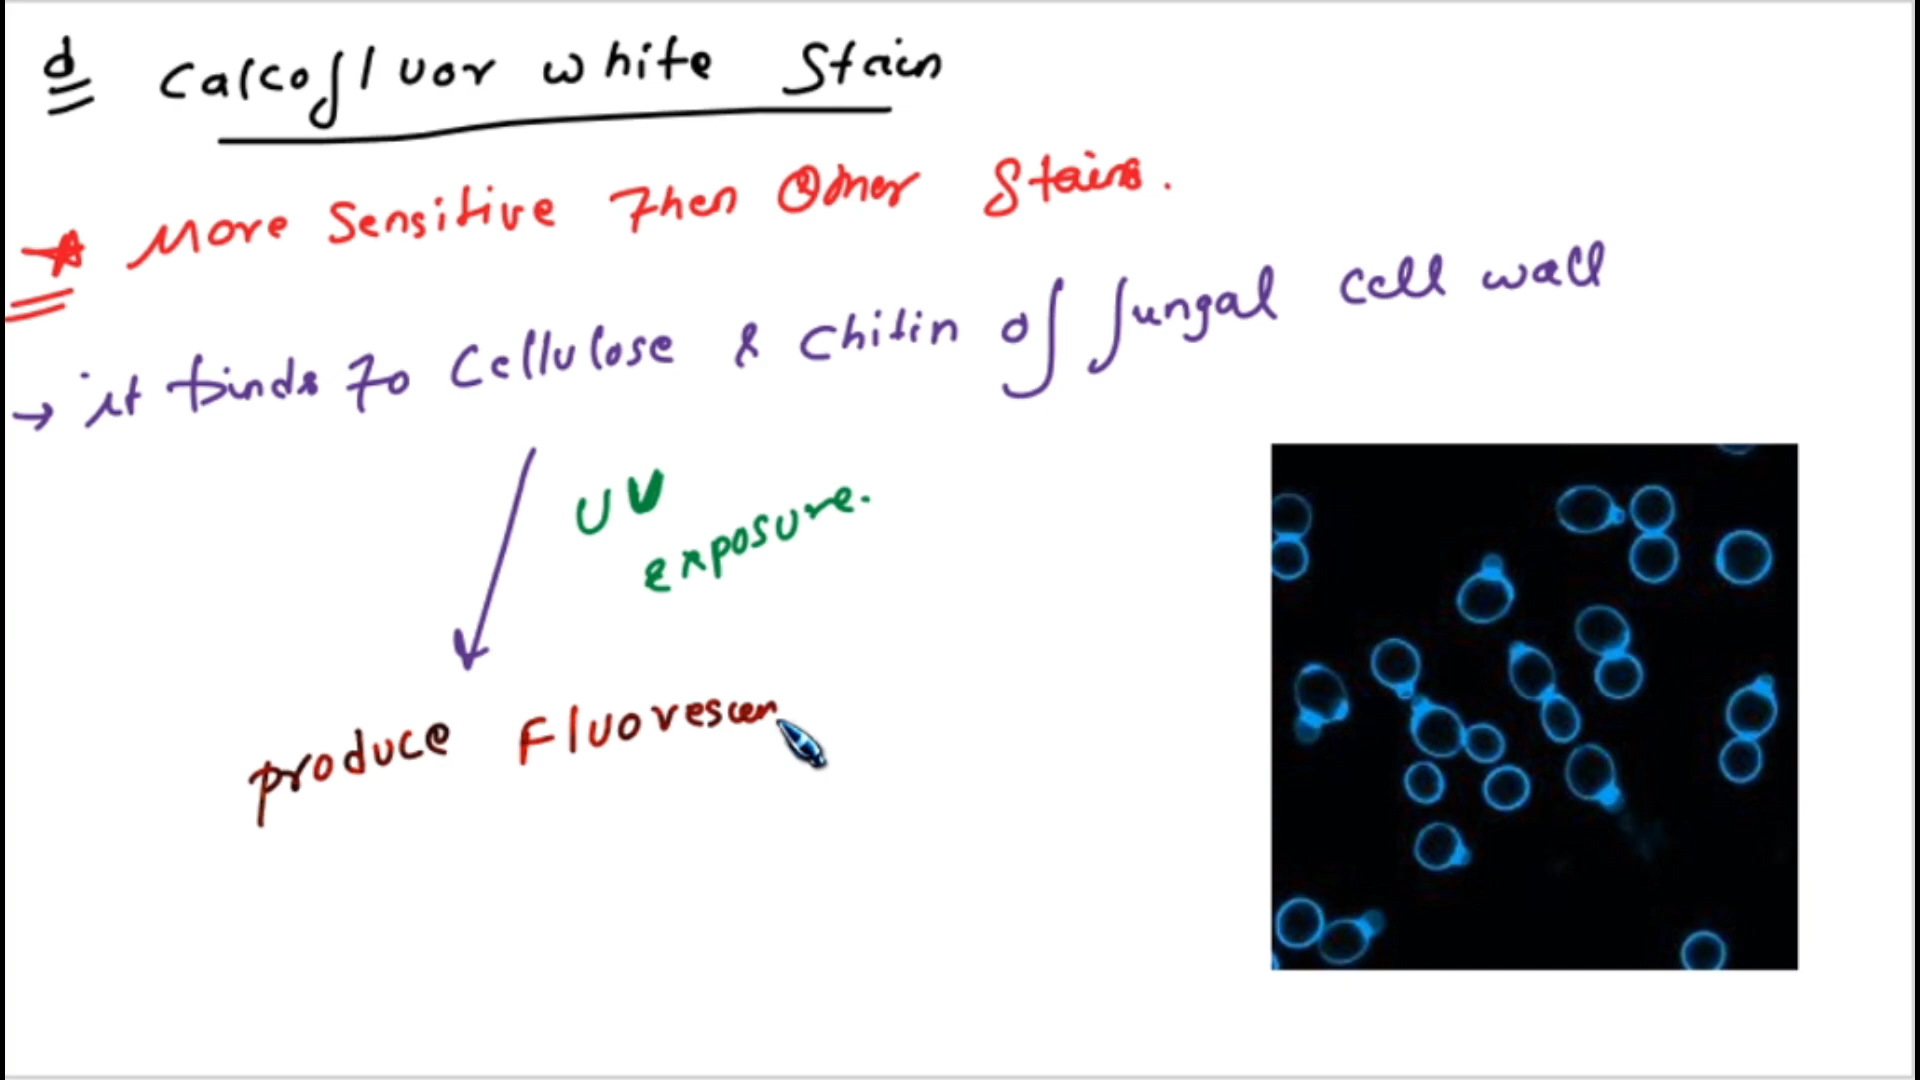 d Calcofluor white Stain
More Sensitive Then Other Stains.
→ it binds to Cellulose & chitin of fungal cell wall
UV
exposure.
produce Fluorescen